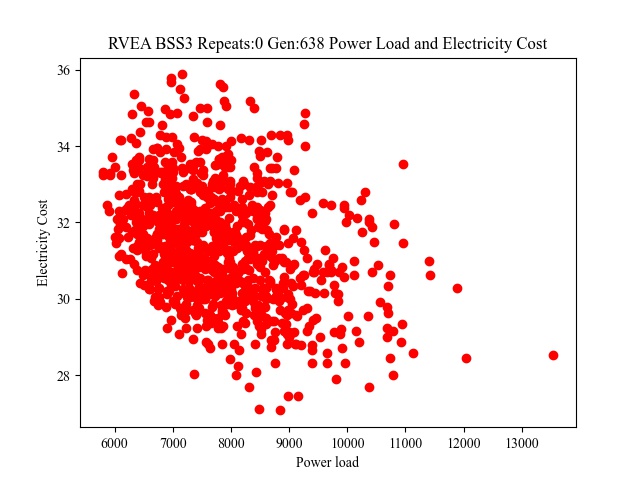 RVEA BSS3 Repeats:0 Gen:638 Power Load and Electricity Cost
36
34
32
30
28
Electricity Cost
6000 7000 8000 9000 10000 11000 12000 13000
Power load